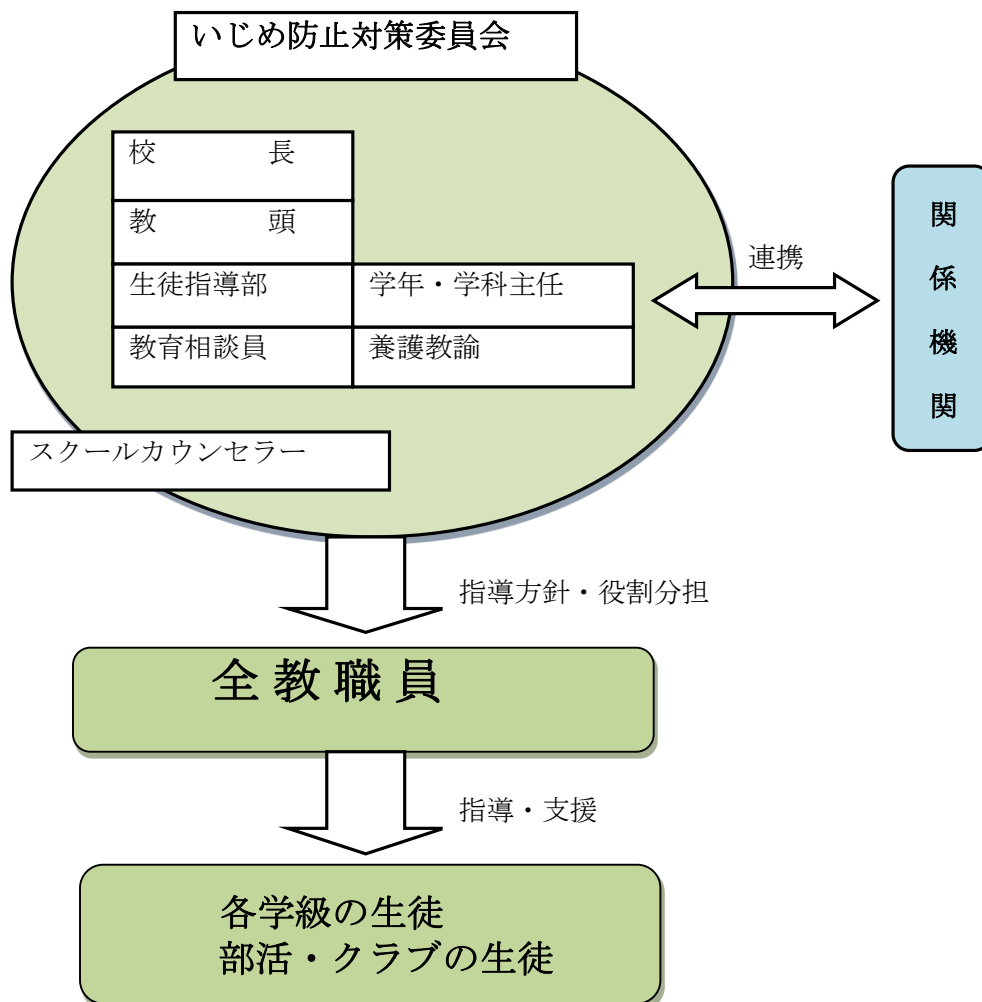 いじめ防止対策委員会
校　　　　長
教　　　　頭
生徒指導部
学年・学科主任
教育相談員
養護教諭
スクールカウンセラー
連携
関係機関
指導方針・役割分担
全教職員
指導・支援
各学級の生徒
部活・クラブの生徒